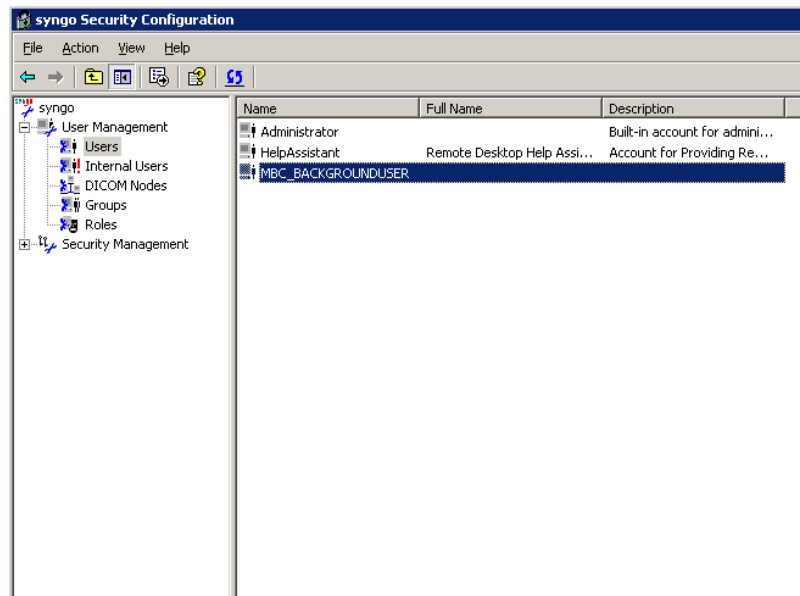 syngo Security Configuration
File Action View Help
syngo
User Management
Users
Internal Users
DICOM Nodes
Groups
Roles
Security Management
Name Full Name Description
Administrator Built-in account for admini...
HelpAssistant Remote Desktop Help Assi... Account for Providing Re...
MBC_BACKGROUNDUSER